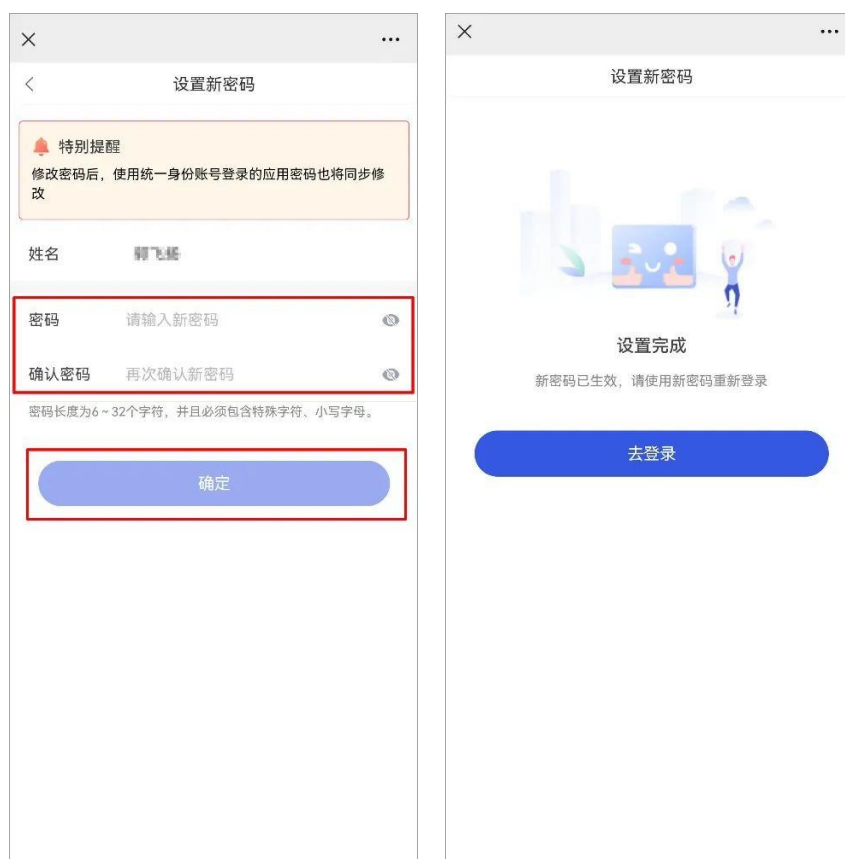 设置新密码
特别提醒
修改密码后，使用统一身份账号登录的应用密码也将同步修
改
姓名
密码 请输入新密码
确认密码 再次确认新密码
密码长度为6～32个字符，并且必须包含特殊字符、小写字母。
确定
设置新密码
设置完成
新密码已生效，请使用新密码重新登录
去登录